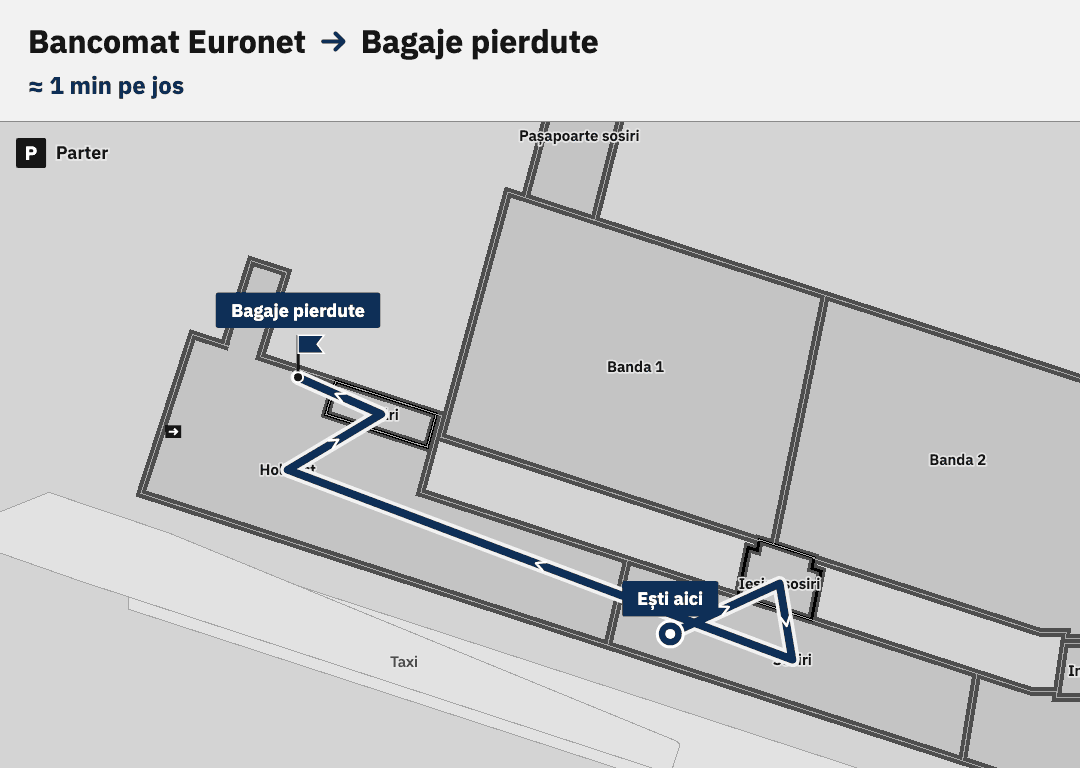 Bancomat Euronet → Bagaje pierdute
≈ 1 min pe jos
P Parter
Pașapoarte sosiri
Bagaje pierdute
Banda 1
Banda 2
Ești aici
Taxi